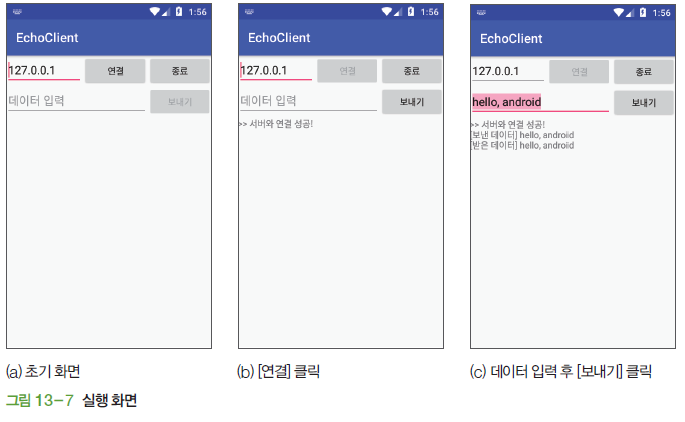 1:56
EchoClient
127.0.0.1 연결 종료
데이터 입력 보내기
1:56
EchoClient
127.0.0.1 연결 종료
데이터 입력 보내기
>> 서버와 연결 성공!
1:56
EchoClient
127.0.0.1 연결 종료
hello, android 보내기
>> 서버와 연결 성공!
[보낸 데이터] hello, android
[받은 데이터] hello, android
(a) 초기 화면
(b) [연결] 클릭
(c) 데이터 입력 후 [보내기] 클릭
그림 13-7 실행 화면